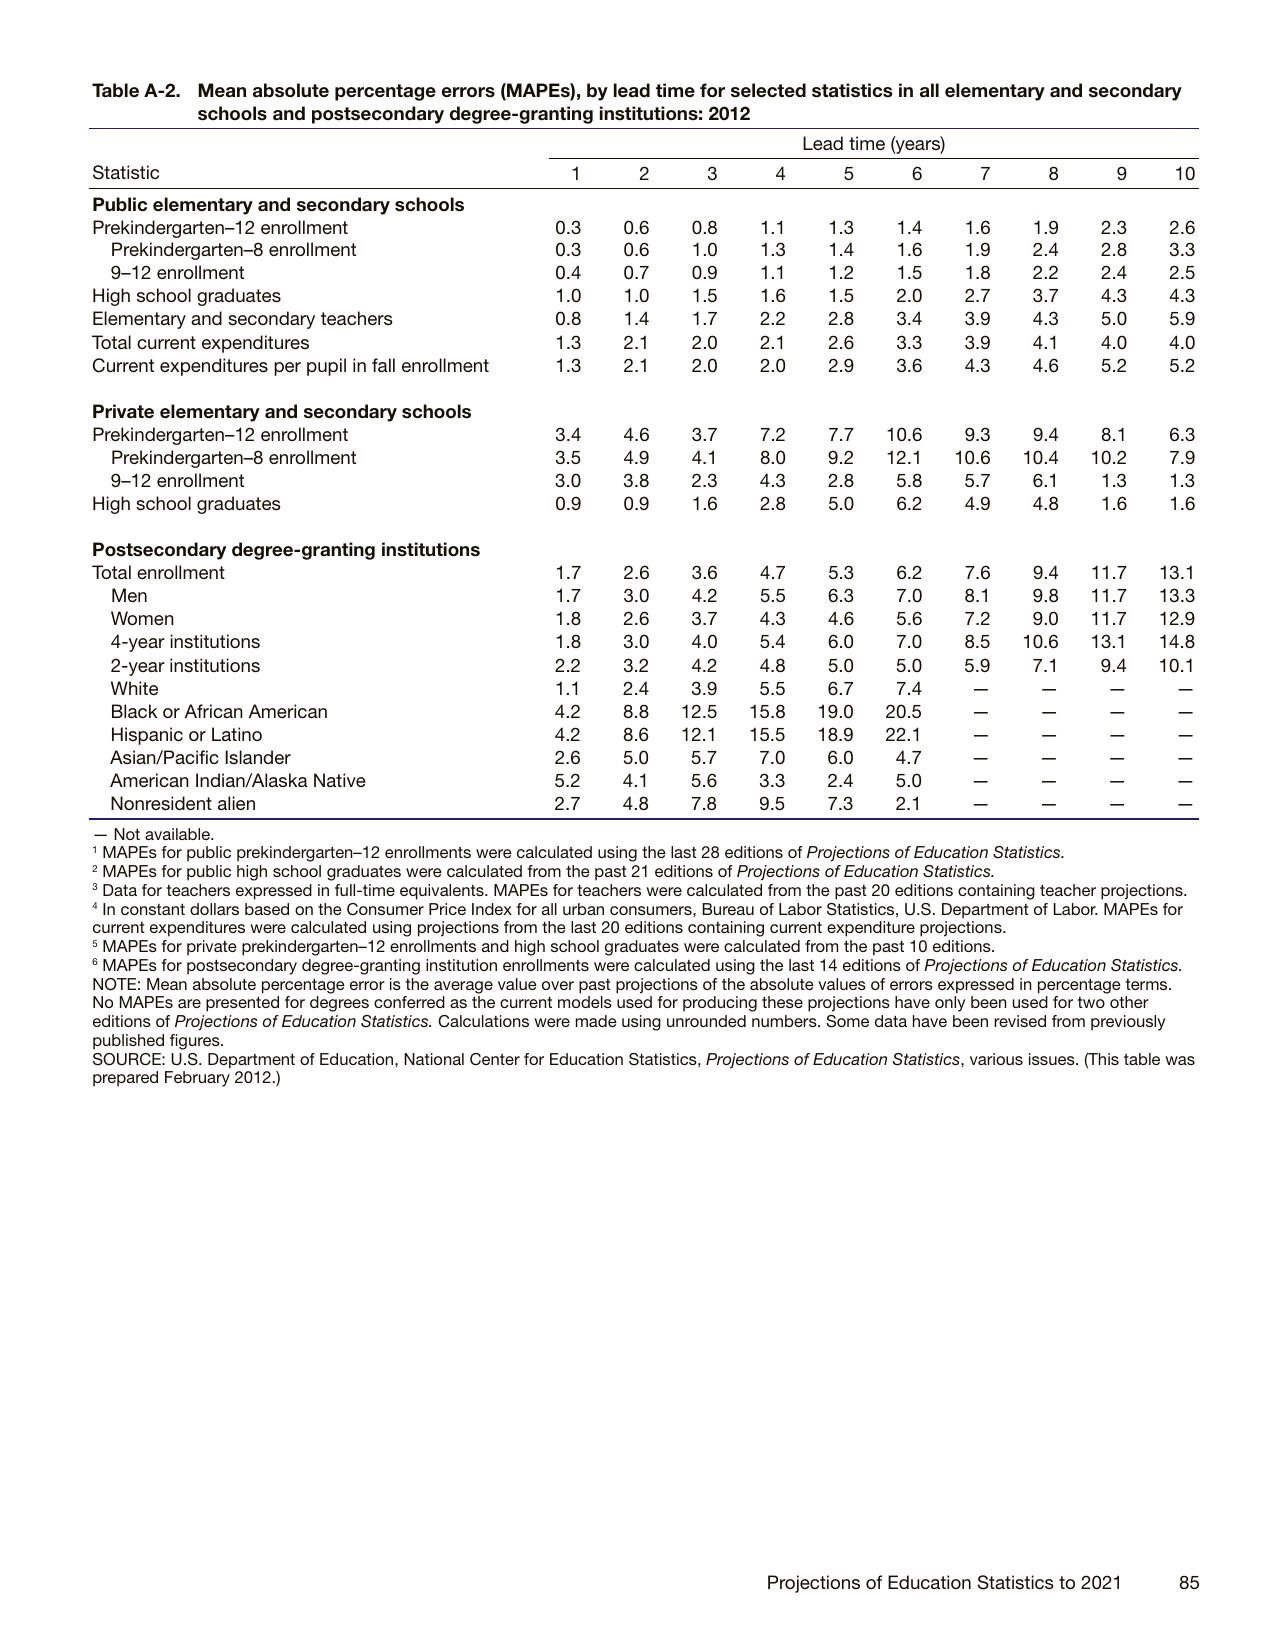 Table A-2. Mean absolute percentage errors (MAPEs), by lead time for selected statistics in all elementary and secondary
schools and postsecondary degree-granting institutions: 2012
Lead time (years)
Statistic 1 2 3 4 5 6 7 8 9 10
Public elementary and secondary schools
Prekindergarten–12 enrollment 0.3 0.6 0.8 1.1 1.3 1.4 1.6 1.9 2.3 2.6
Prekindergarten–8 enrollment 0.3 0.6 1.0 1.3 1.4 1.6 1.9 2.4 2.8 3.3
9–12 enrollment 0.4 0.7 0.9 1.1 1.2 1.5 1.8 2.2 2.4 2.5
High school graduates 1.0 1.0 1.5 1.6 1.5 2.0 2.7 3.7 4.3 4.3
Elementary and secondary teachers 0.8 1.4 1.7 2.2 2.8 3.4 3.9 4.3 5.0 5.9
Total current expenditures 1.3 2.1 2.0 2.1 2.6 3.3 3.9 4.1 4.0 4.0
Current expenditures per pupil in fall enrollment 1.3 2.1 2.0 2.0 2.9 3.6 4.3 4.6 5.2 5.2
Private elementary and secondary schools
Prekindergarten–12 enrollment 3.4 4.6 3.7 7.2 7.7 10.6 9.3 9.4 8.1 6.3
Prekindergarten–8 enrollment 3.5 4.9 4.1 8.0 9.2 12.1 10.6 10.4 10.2 7.9
9–12 enrollment 3.0 3.8 2.3 4.3 2.8 5.8 5.7 6.1 1.3 1.3
High school graduates 0.9 0.9 1.6 2.8 5.0 6.2 4.9 4.8 1.6 1.6
Postsecondary degree-granting institutions
Total enrollment 1.7 2.6 3.6 4.7 5.3 6.2 7.6 9.4 11.7 13.1
Men 1.7 3.0 4.2 5.5 6.3 7.0 8.1 9.8 11.7 13.3
Women 1.8 2.6 3.7 4.3 4.6 5.6 7.2 9.0 11.7 12.9
4-year institutions 1.8 3.0 4.0 5.4 6.0 7.0 8.5 10.6 13.1 14.8
2-year institutions 2.2 3.2 4.2 4.8 5.0 5.0 5.9 7.1 9.4 10.1
White 1.1 2.4 3.9 5.5 6.7 7.4 — — — —
Black or African American 4.2 8.8 12.5 15.8 19.0 20.5 — — — —
Hispanic or Latino 4.2 8.6 12.1 15.5 18.9 22.1 — — — —
Asian/Pacific Islander 2.6 5.0 5.7 7.0 6.0 4.7 — — — —
American Indian/Alaska Native 5.2 4.1 5.6 3.3 2.4 5.0 — — — —
Nonresident alien 2.7 4.8 7.8 9.5 7.3 2.1 — — — —
— Not available.
1 MAPEs for public prekindergarten–12 enrollments were calculated using the last 28 editions of Projections of Education Statistics.
2 MAPEs for public high school graduates were calculated from the past 21 editions of Projections of Education Statistics.
3 Data for teachers expressed in full-time equivalents. MAPEs for teachers were calculated from the past 20 editions containing teacher projections.
4 In constant dollars based on the Consumer Price Index for all urban consumers, Bureau of Labor Statistics, U.S. Department of Labor. MAPEs for
current expenditures were calculated using projections from the last 20 editions containing current expenditure projections.
5 MAPEs for private prekindergarten–12 enrollments and high school graduates were calculated from the past 10 editions.
6 MAPEs for postsecondary degree-granting institution enrollments were calculated using the last 14 editions of Projections of Education Statistics.
NOTE: Mean absolute percentage error is the average value over past projections of the absolute values of errors expressed in percentage terms.
No MAPEs are presented for degrees conferred as the current models used for producing these projections have only been used for two other
editions of Projections of Education Statistics. Calculations were made using unrounded numbers. Some data have been revised from previously
published figures.
SOURCE: U.S. Department of Education, National Center for Education Statistics, Projections of Education Statistics, various issues. (This table was
prepared February 2012.)
Projections of Education Statistics to 2021 85